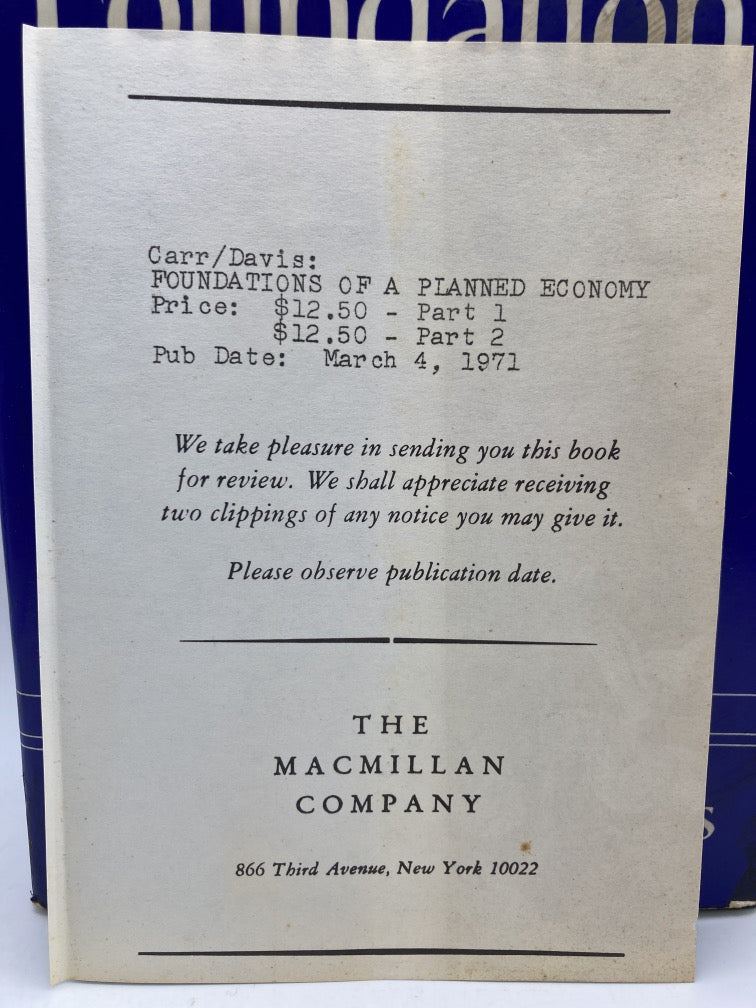 Foundation
Carr/Davis:
FOUNDATIONS OF A PLANNED ECONOMY
Price: $12.50 - Part 1
$12.50 - Part 2
Pub Date: March 4, 1971
We take pleasure in sending you this book
for review. We shall appreciate receiving
two clippings of any notice you may give it.
Please observe publication date.
THE
MACMILLAN
COMPANY
866 Third Avenue, New York 10022